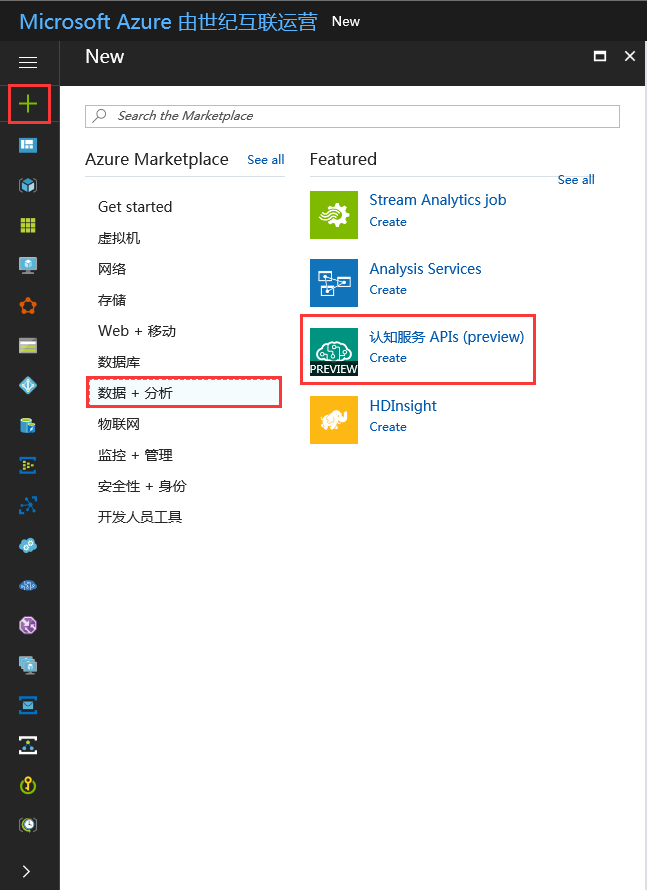 Microsoft Azure 由世纪互联运营 New
New
Search the Marketplace
Azure Marketplace See all
Get started
虚拟机
网络
存储
Web + 移动
数据库
数据 + 分析
物联网
监控 + 管理
安全性 + 身份
开发人员工具
Featured
See all
Stream Analytics job
Create
Analysis Services
Create
认知服务 APIs (preview)
Create
PREVIEW
HDInsight
Create